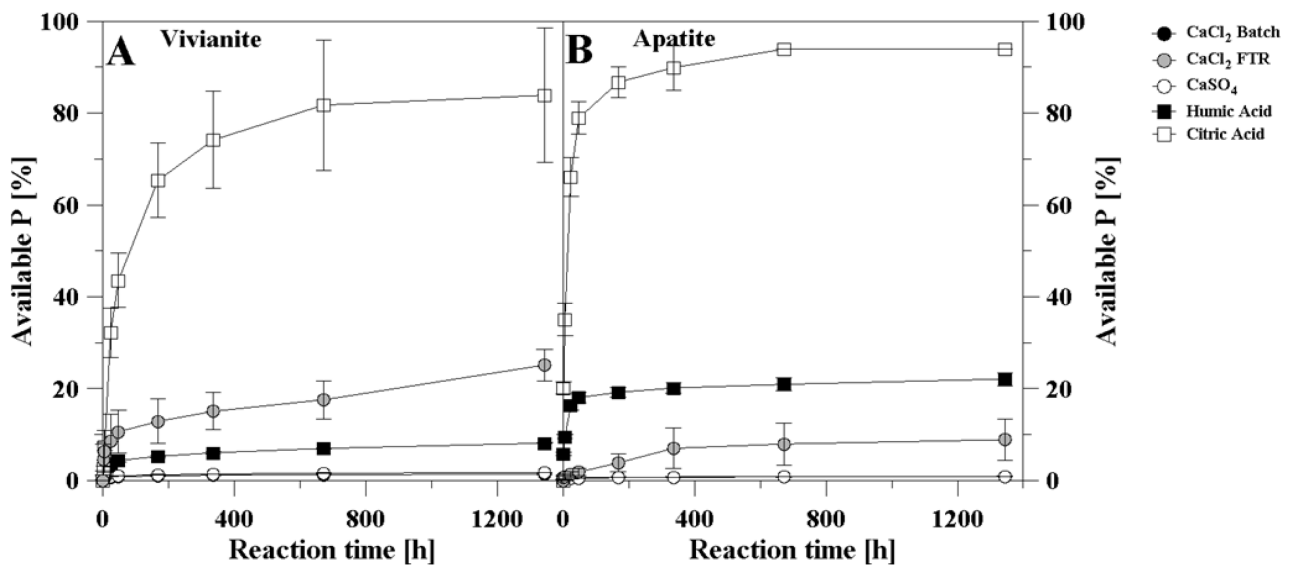 A Vivianite
B Apatite
100
80
60
40
20
0
Available P [%]
0 400 800 1200
Reaction time [h]
0 400 800 1200
Reaction time [h]
100
80
60
40
20
0
Available P [%]
CaCl₂ Batch
CaCl₂ FTR
CaSO₄
Humic Acid
Citric Acid